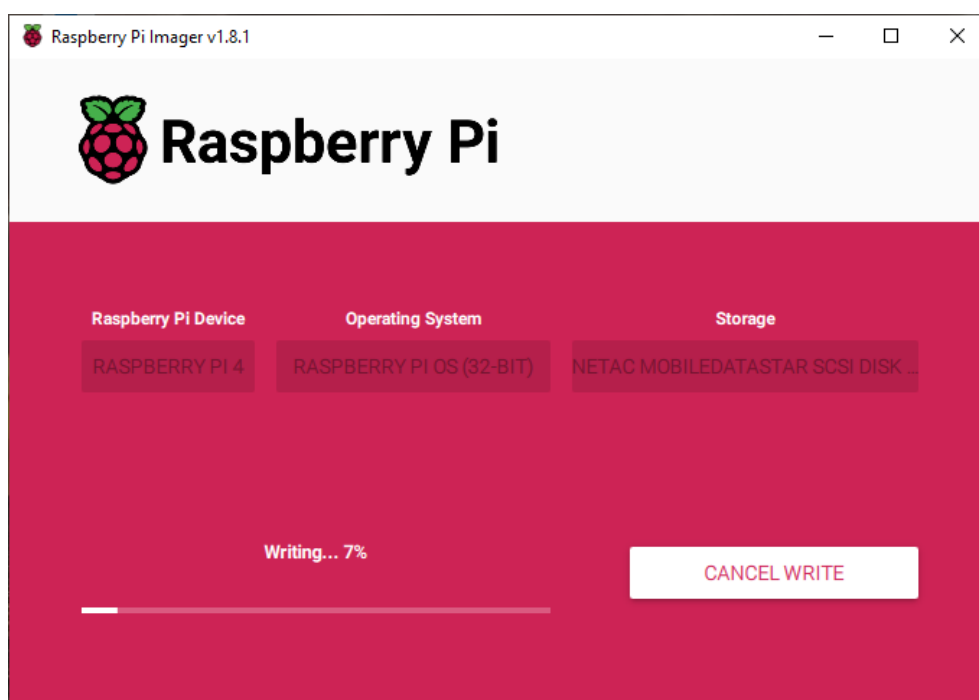 Raspberry Pi Imager v1.8.1
Raspberry Pi
Raspberry Pi Device
Operating System
Storage
RASPBERRY PI 4
RASPBERRY PI OS (32-BIT)
NETAC MOBILEDATASTAR SCSI DISK ...
Writing... 7%
CANCEL WRITE